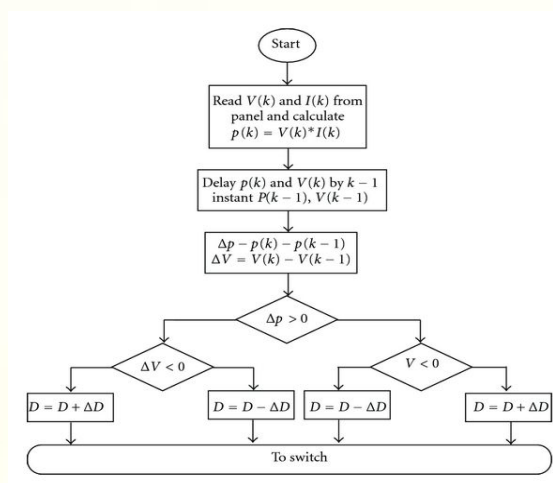 Start
Read V(k) and I(k) from
panel and calculate
p(k) = V(k)*I(k)
Delay p(k) and V(k) by k − 1
instant P(k − 1), V(k − 1)
Δp − p(k) − p(k − 1)
ΔV = V(k) − V(k − 1)
Δp > 0
ΔV < 0
V < 0
D = D + ΔD
D = D − ΔD
D = D − ΔD
D = D + ΔD
To switch